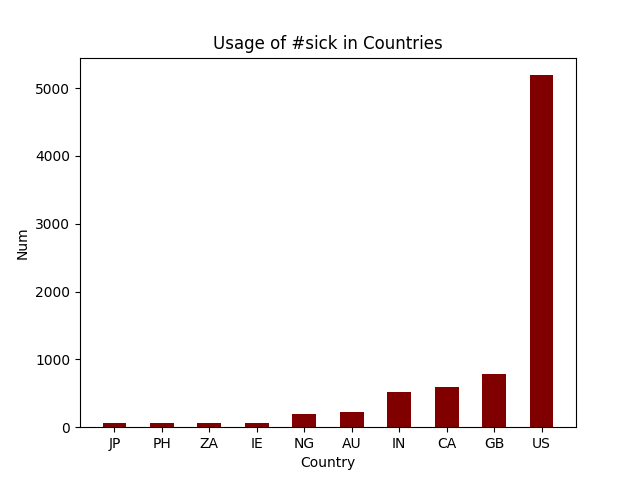 Usage of #sick in Countries
5000
4000
3000
2000
1000
0
Num
JP PH ZA IE NG AU IN CA GB US
Country